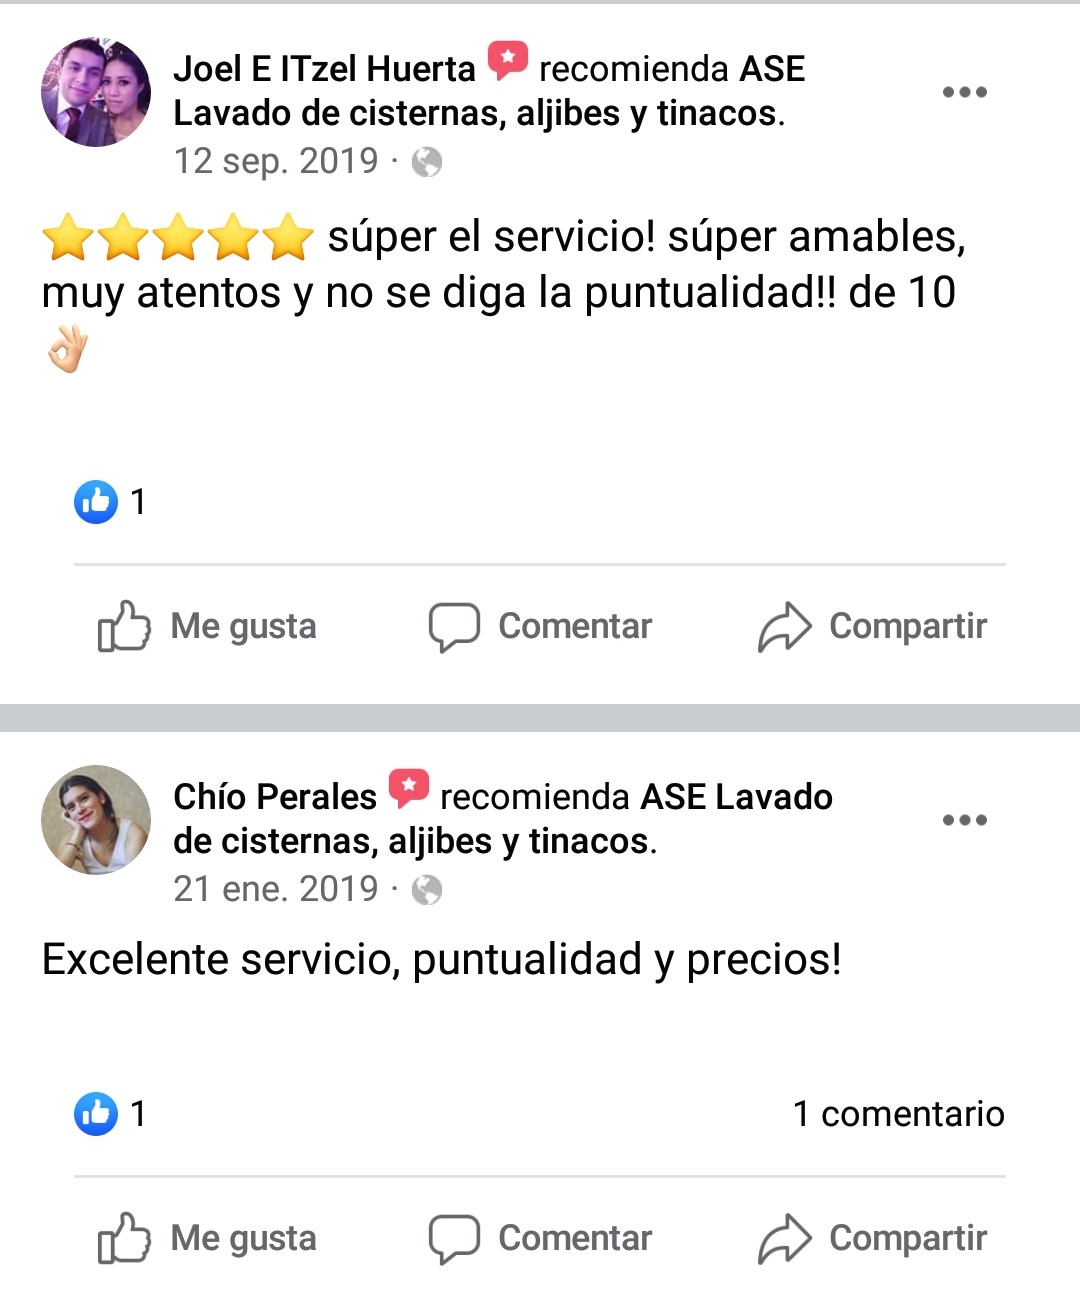 Joel E ITzel Huerta recomienda ASE
Lavado de cisternas, aljibes y tinacos.
12 sep. 2019 ·
⭐⭐⭐⭐⭐ súper el servicio! súper amables,
muy atentos y no se diga la puntualidad!! de 10
👌🏻
1
Me gusta Comentar Compartir
Chío Perales recomienda ASE Lavado
de cisternas, aljibes y tinacos.
21 ene. 2019 ·
Excelente servicio, puntualidad y precios!
1 1 comentario
Me gusta Comentar Compartir